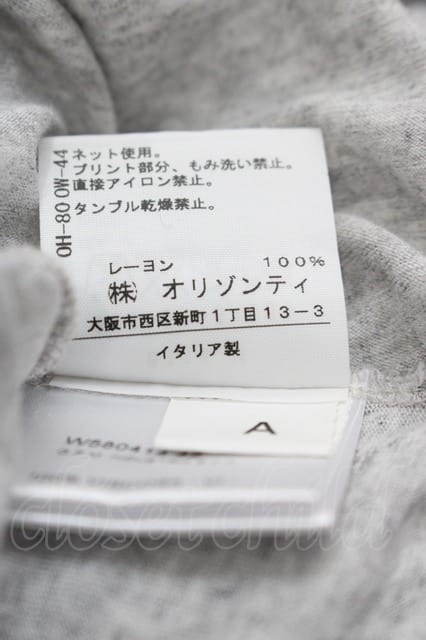 ネット使用。
プリント部分、もみ洗い禁止。
直接アイロン禁止。
タンブル乾燥禁止。
OH-80 OW-44
レーヨン 100%
㈱ オリゾンティ
大阪市西区新町1丁目13-3
イタリア製
A
closet child